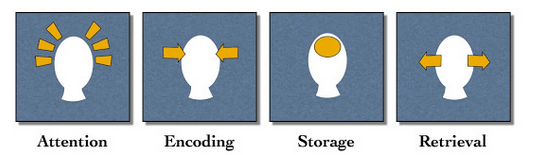 Attention
Encoding
Storage
Retrieval